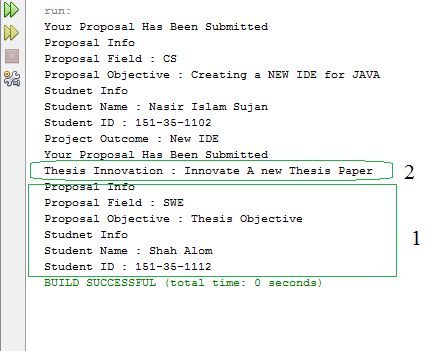 run:
Your Proposal Has Been Submitted
Proposal Info
Proposal Field : CS
Proposal Objective : Creating a NEW IDE for JAVA
Studnet Info
Student Name : Nasir Islam Sujan
Student ID : 151-35-1102
Project Outcome : New IDE
Your Proposal Has Been Submitted
Thesis Innovation : Innovate A new Thesis Paper 2
Proposal Info
Proposal Field : SWE
Proposal Objective : Thesis Objective
Studnet Info 1
Student Name : Shah Alom
Student ID : 151-35-1112
BUILD SUCCESSFUL (total time: 0 seconds)